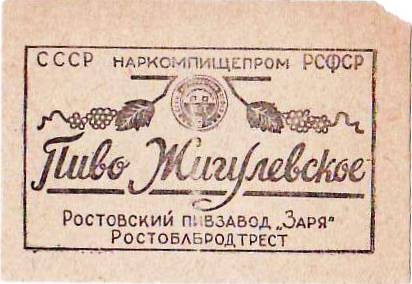 СССР НАРКОМПИЩЕПРОМ РСФСР
Пиво Жигулевское
РОСТОВСКИЙ ПИВЗАВОД „ЗАРЯ"
РОСТОБЛБРОДТРЕСТ